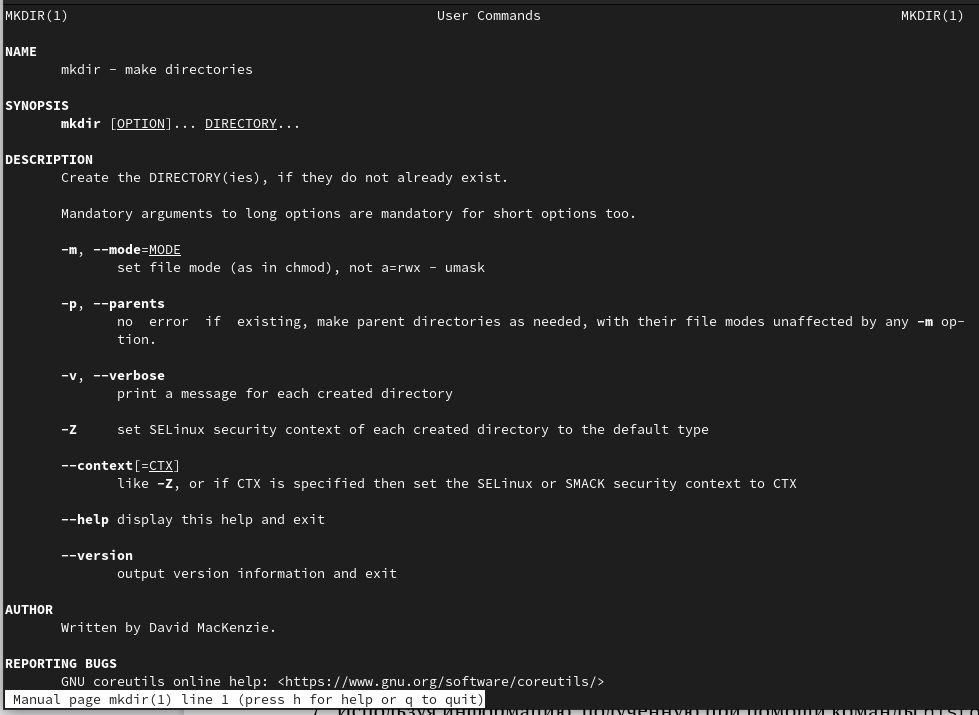 MKDIR(1) User Commands MKDIR(1)
NAME
mkdir - make directories
SYNOPSIS
mkdir [OPTION]... DIRECTORY...
DESCRIPTION
Create the DIRECTORY(ies), if they do not already exist.
Mandatory arguments to long options are mandatory for short options too.
-m, --mode=MODE
set file mode (as in chmod), not a=rwx - umask
-p, --parents
no error if existing, make parent directories as needed, with their file modes unaffected by any -m op-
tion.
-v, --verbose
print a message for each created directory
-Z set SELinux security context of each created directory to the default type
--context[=CTX]
like -Z, or if CTX is specified then set the SELinux or SMACK security context to CTX
--help display this help and exit
--version
output version information and exit
AUTHOR
Written by David MacKenzie.
REPORTING BUGS
GNU coreutils online help: <https://www.gnu.org/software/coreutils/>
Manual page mkdir(1) line 1 (press h for help or q to quit)
используя информацию, полученную при помощи команды